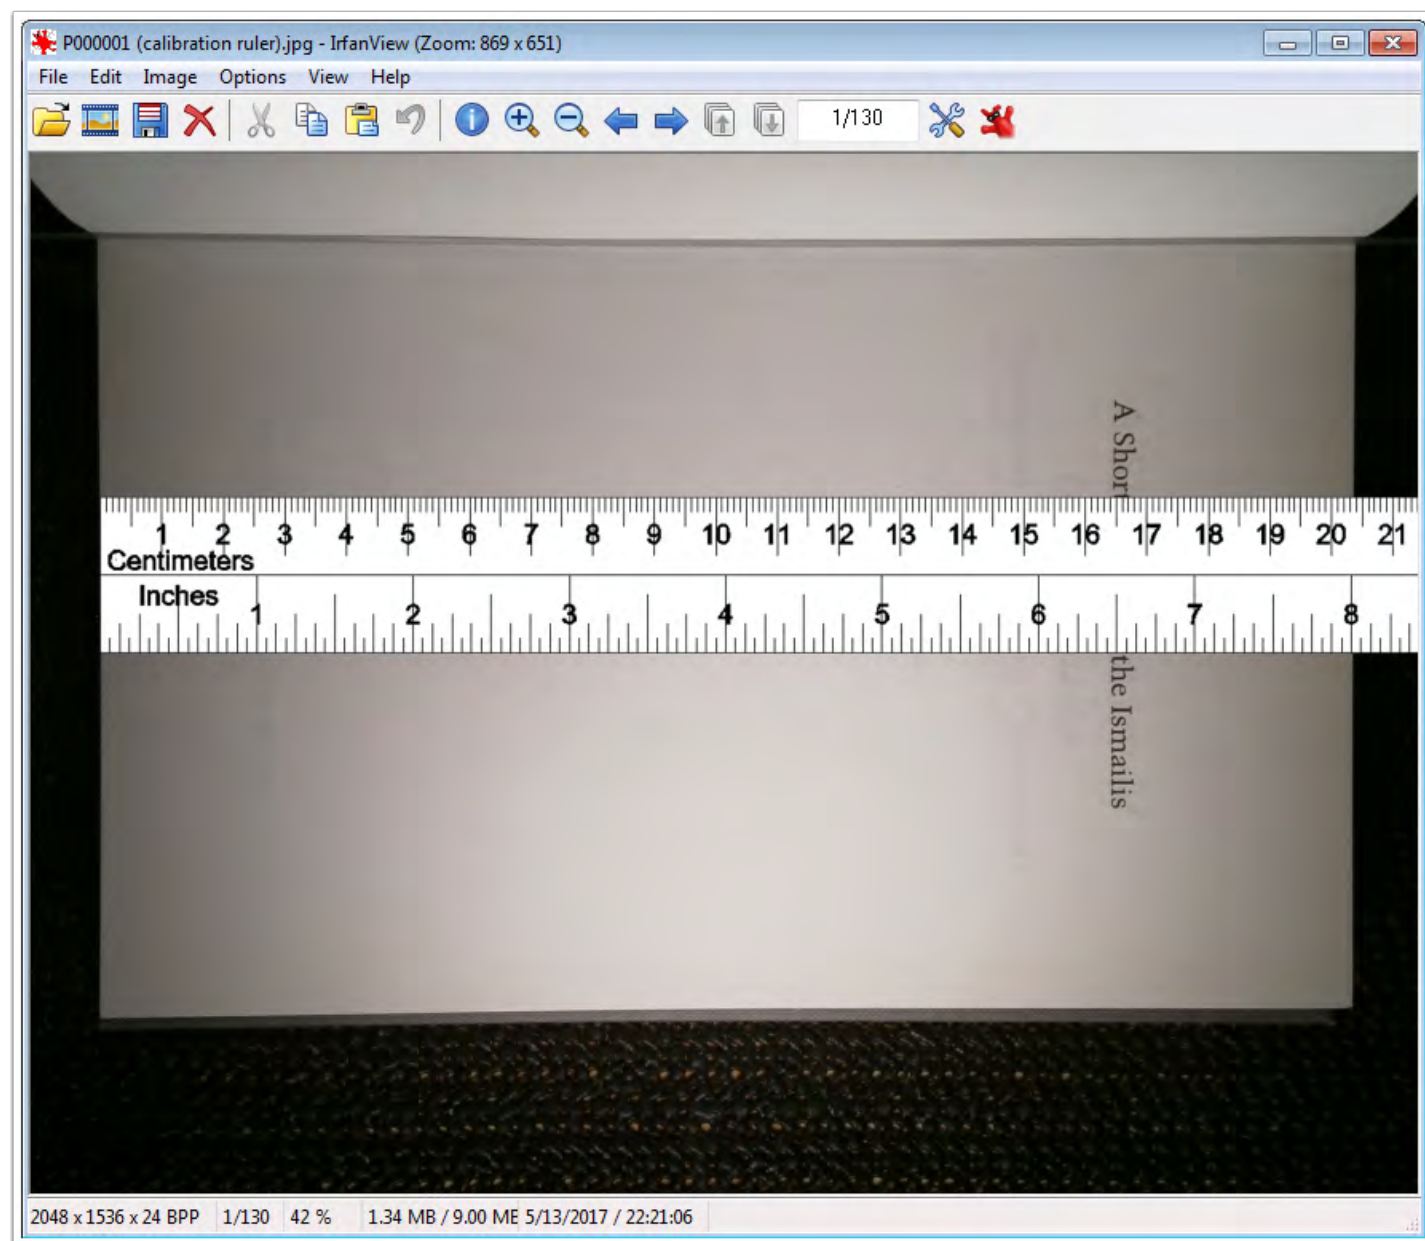 P000001 (calibration ruler).jpg - IrfanView (Zoom: 869 x 651)
File Edit Image Options View Help
1/130
A Short
1 2 3 4 5 6 7 8 9 10 11 12 13 14 15 16 17 18 19 20 21
Centimeters
Inches
1 2 3 4 5 6 7 8
the Ismailis
2048 x 1536 x 24 BPP 1/130 42 % 1.34 MB / 9.00 MB 5/13/2017 / 22:21:06